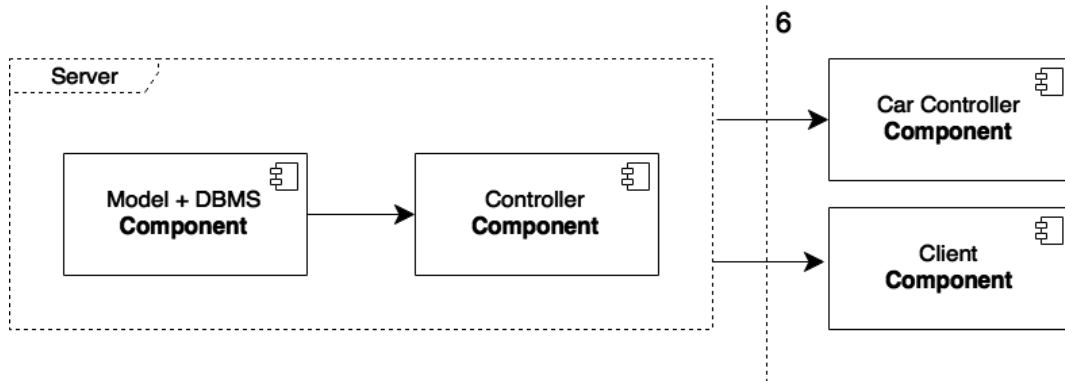 6
Server
Car Controller
Component
Model + DBMS
Component
Controller
Component
Client
Component